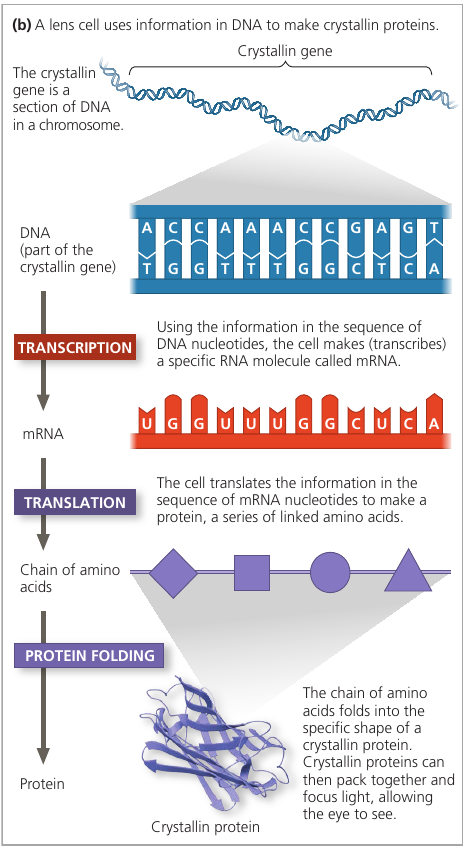 (b) A lens cell uses information in DNA to make crystallin proteins.
Crystallin gene
The crystallin
gene is a
section of DNA
in a chromosome.
DNA
(part of the
crystallin gene)
A C C A A A C C G A G T
T G G T T T G G C T C A
TRANSCRIPTION
Using the information in the sequence of
DNA nucleotides, the cell makes (transcribes)
a specific RNA molecule called mRNA.
mRNA
U G G U U U G G C U C A
TRANSLATION
The cell translates the information in the
sequence of mRNA nucleotides to make a
protein, a series of linked amino acids.
Chain of amino
acids
PROTEIN FOLDING
The chain of amino
acids folds into the
specific shape of a
crystallin protein.
Crystallin proteins can
then pack together and
focus light, allowing
the eye to see.
Protein
Crystallin protein